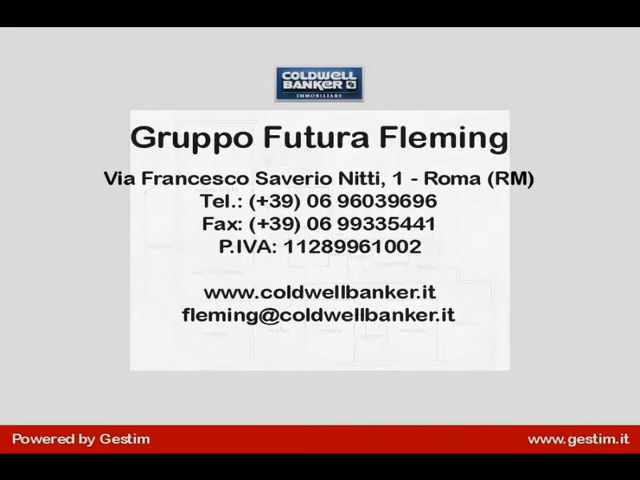 COLDWELL
BANKER
IMMOBILIARE
Gruppo Futura Fleming
Via Francesco Saverio Nitti, 1 - Roma (RM)
Tel.: (+39) 06 96039696
Fax: (+39) 06 99335441
P.IVA: 11289961002
www.coldwellbanker.it
fleming@coldwellbanker.it
Powered by Gestim
www.gestim.it